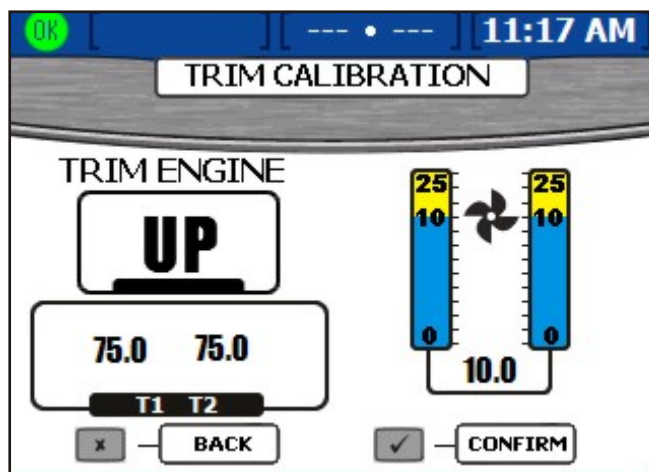 OK [ ] [ --- • --- ] [ 11:17 AM ]
TRIM CALIBRATION
TRIM ENGINE
UP
75.0 75.0
T1 T2
25 25
10 10
0 0
10.0
x BACK ✓ CONFIRM